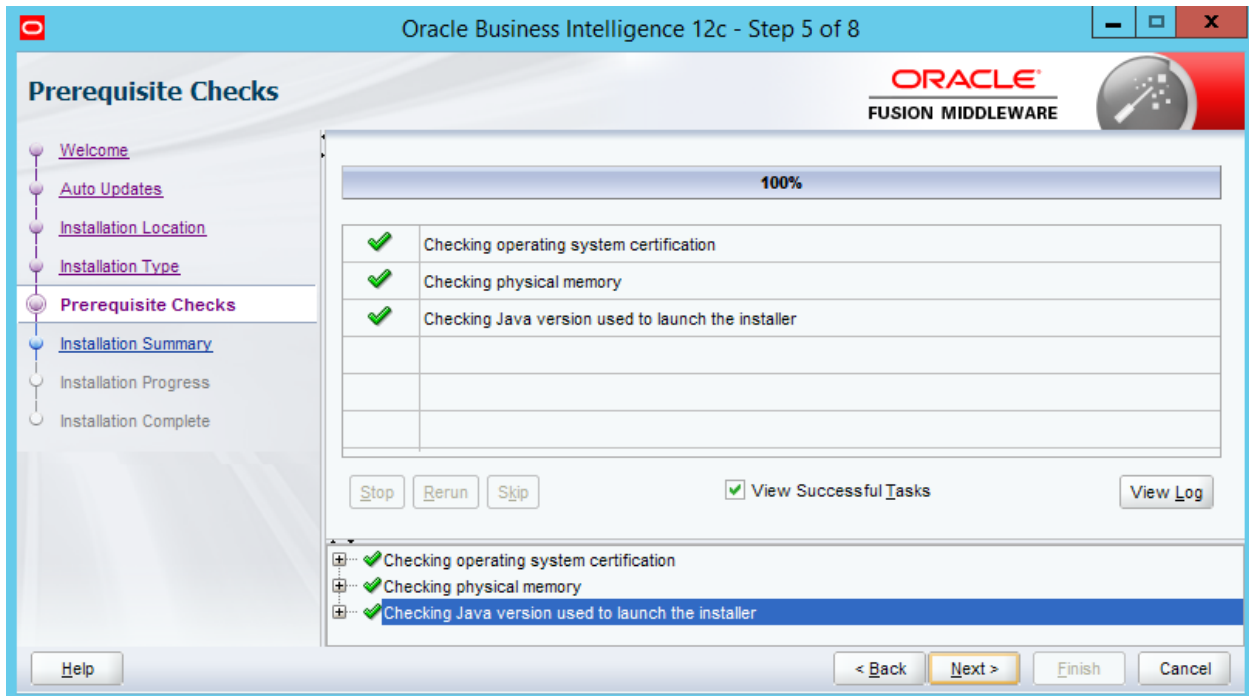 Oracle Business Intelligence 12c - Step 5 of 8
Prerequisite Checks
ORACLE
FUSION MIDDLEWARE
Welcome
Auto Updates
Installation Location
Installation Type
Prerequisite Checks
Installation Summary
Installation Progress
Installation Complete
100%
Checking operating system certification
Checking physical memory
Checking Java version used to launch the installer
Stop Rerun Skip View Successful Tasks View Log
Checking operating system certification
Checking physical memory
Checking Java version used to launch the installer
Help < Back Next > Finish Cancel